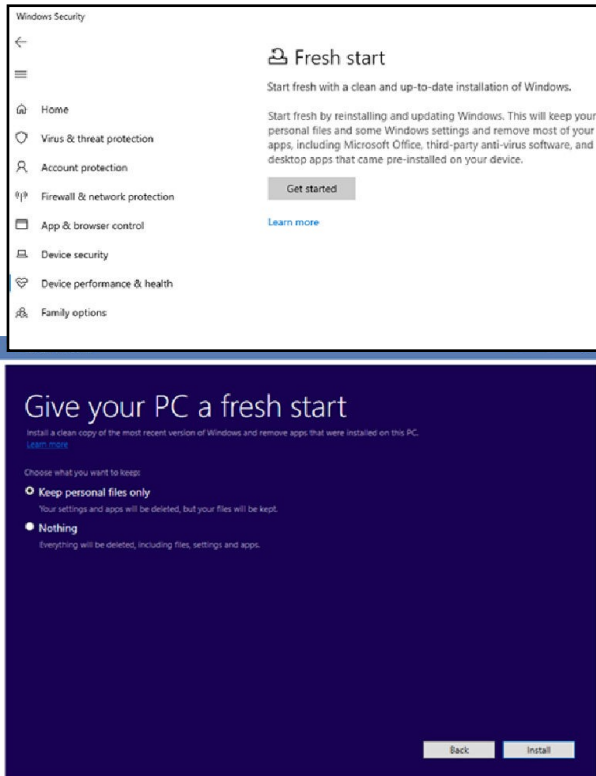 Windows Security
Fresh start
Start fresh with a clean and up-to-date installation of Windows.
Start fresh by reinstalling and updating Windows. This will keep your
personal files and some Windows settings and remove most of your
apps, including Microsoft Office, third-party anti-virus software, and
desktop apps that came pre-installed on your device.
Get started
Learn more
Home
Virus & threat protection
Account protection
Firewall & network protection
App & browser control
Device security
Device performance & health
Family options
Give your PC a fresh start
Install a clean copy of the most recent version of Windows and remove apps that were installed on this PC.
Learn more
Choose what you want to keep:
Keep personal files only
Your settings and apps will be deleted, but your files will be kept.
Nothing
Everything will be deleted, including files, settings and apps.
Back
Install